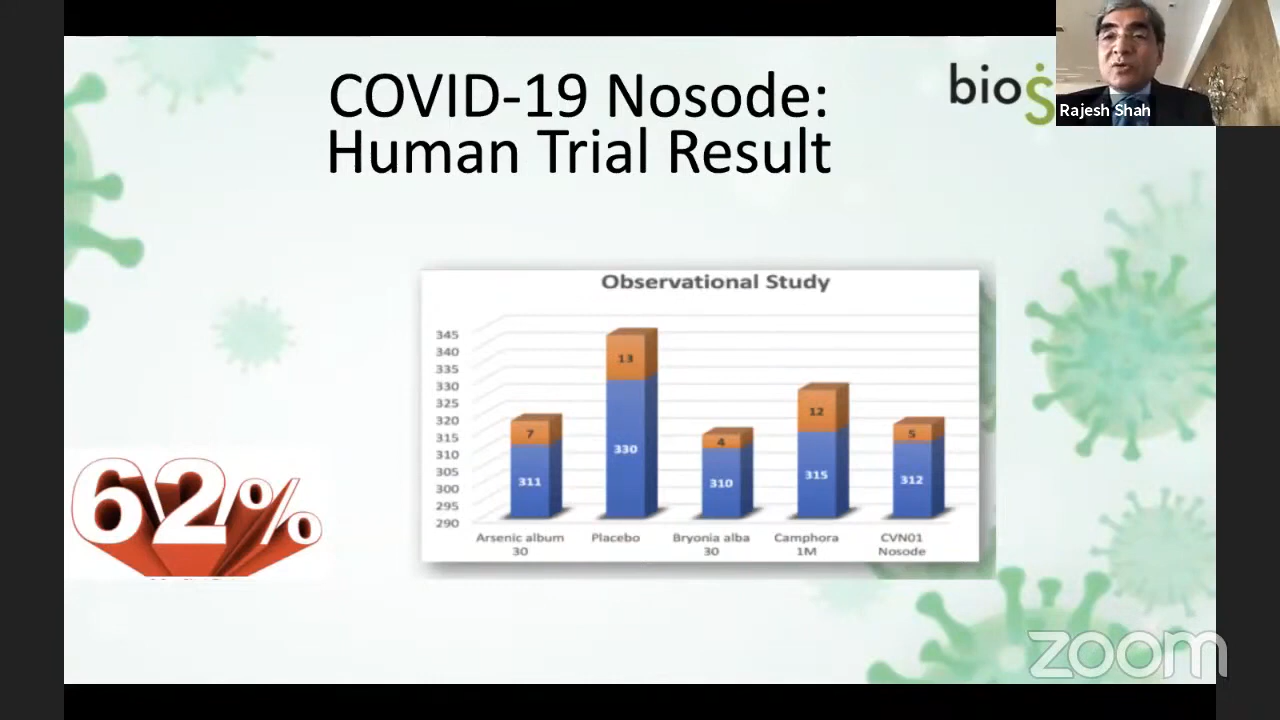 COVID-19 Nosode:
Human Trial Result
bioS
Rajesh Shah
Observational Study
345
340
335
330
325
320
315
310
305
300
295
290
7
311
13
330
4
310
12
315
5
312
Arsenic album
30
Placebo
Bryonia alba
30
Camphora
1M
CVN01
Nosode
62%
zoom